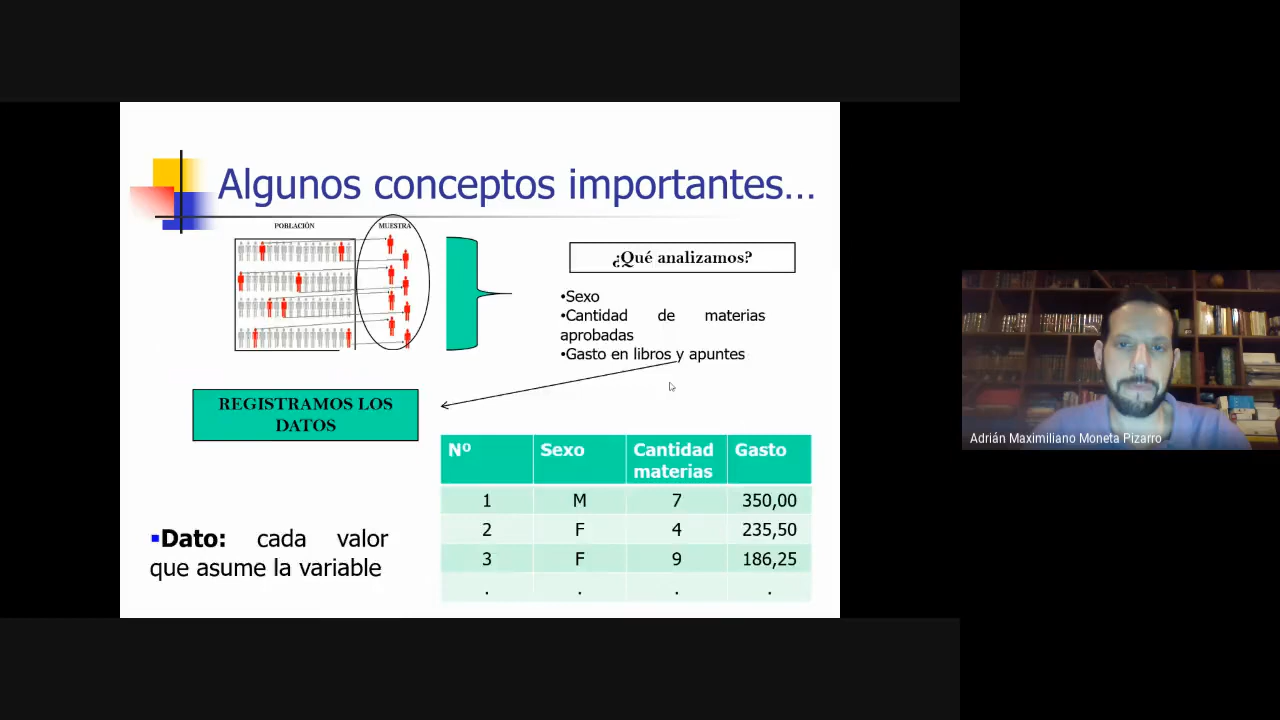 Algunos conceptos importantes...
POBLACIÓN
MUESTRA
¿Qué analizamos?
•Sexo
•Cantidad de materias
aprobadas
•Gasto en libros y apuntes
REGISTRAMOS LOS
DATOS
Nº Sexo Cantidad materias Gasto
1 M 7 350,00
2 F 4 235,50
3 F 9 186,25
. . . .
▪Dato: cada valor
que asume la variable
Adrián Maximiliano Moneta Pizarro